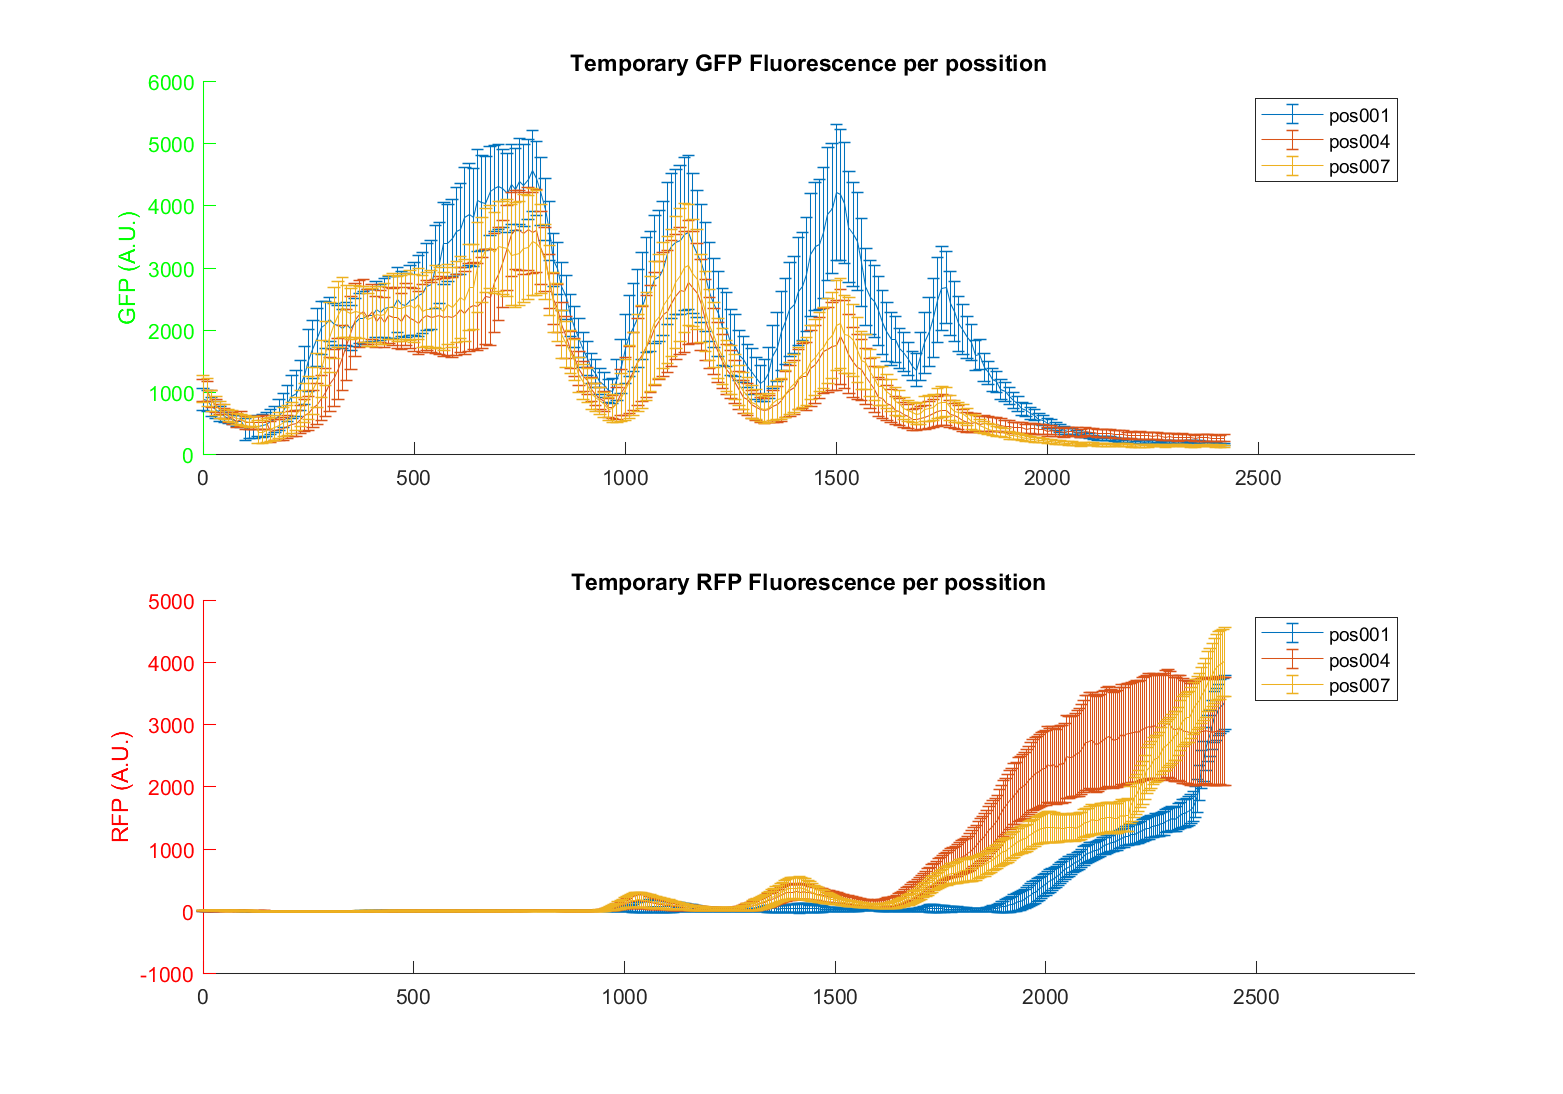 Temporary GFP Fluorescence per possition
6000
5000
4000
3000
2000
1000
0
GFP (A.U.)
0 500 1000 1500 2000 2500
pos001
pos004
pos007
Temporary RFP Fluorescence per possition
5000
4000
3000
2000
1000
0
-1000
RFP (A.U.)
0 500 1000 1500 2000 2500
pos001
pos004
pos007